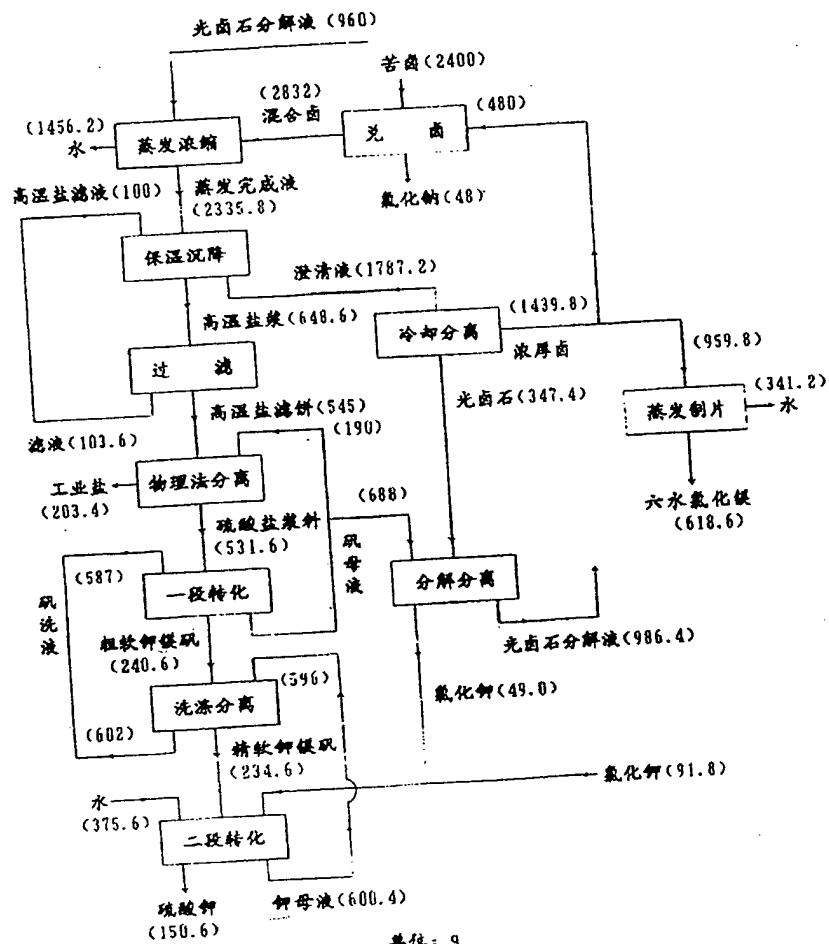 光卤石分解液(960)
苦卤(2400)
(2832)
混合卤
(480)
(1456.2)
水
蒸发浓缩
兑 卤
高温盐滤液(100)
蒸发完成液
(2335.8)
氯化钠(48)
保温沉降
澄清液(1787.2)
高温盐浆(648.6)
冷却分离
(1439.8)
浓厚卤
(959.8)
过 滤
光卤石(347.4)
蒸发制片
(341.2)
水
滤液(103.6)
高温盐滤饼(545)
(190)
工业盐
(203.4)
物理法分离
六水氯化镁
(618.6)
硫酸盐浆料
(531.6)
(688)
矾母液
(587)
矾洗液
一段转化
分解分离
粗软钾镁矾
(240.6)
光卤石分解液(986.4)
洗涤分离
(596)
氯化钾(49.0)
(602)
精软钾镁矾
(234.6)
水
(375.6)
氯化钾(91.8)
二段转化
硫酸钾
(150.6)
钾母液(600.4)
单位: g